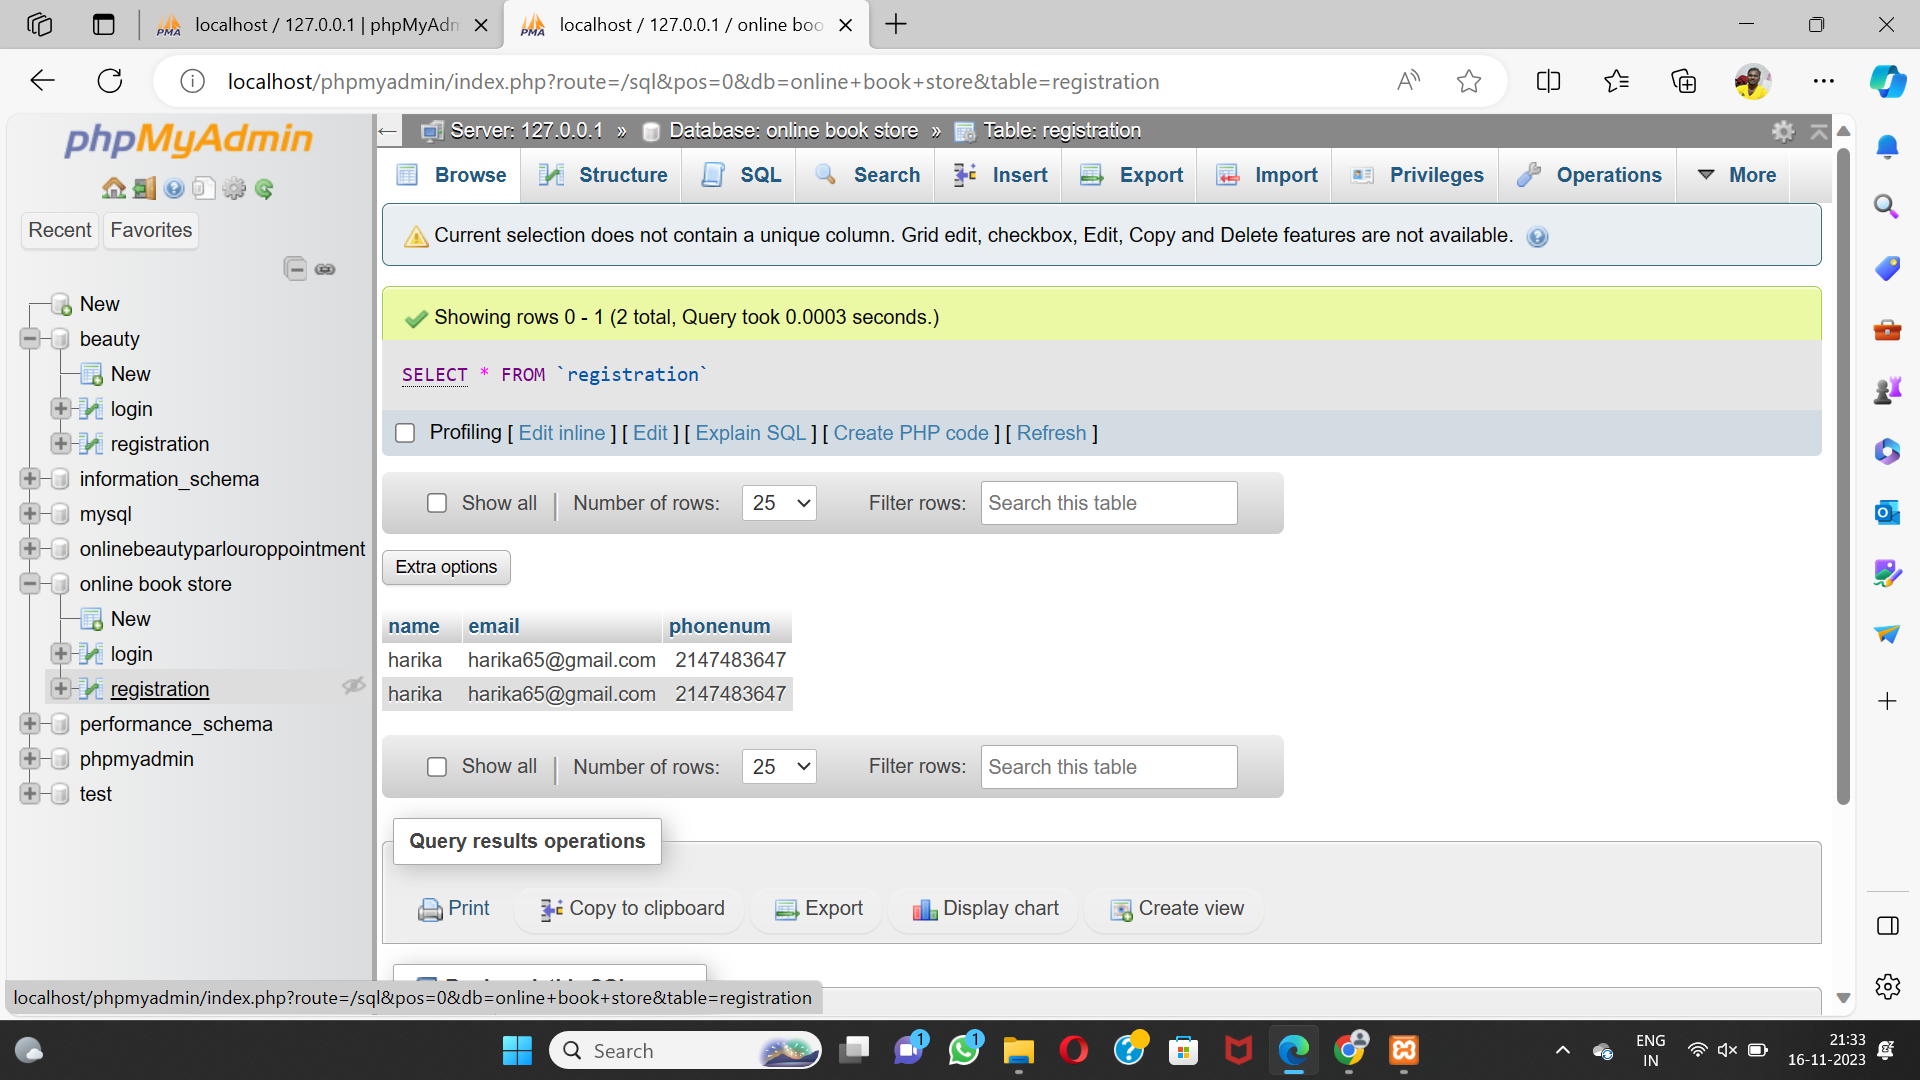 localhost / 127.0.0.1 | phpMyAdm
localhost / 127.0.0.1 / online boo
localhost/phpmyadmin/index.php?route=/sql&pos=0&db=online+book+store&table=registration
phpMyAdmin
Recent
Favorites
New
beauty
New
login
registration
information_schema
mysql
onlinebeautyparlouroppointment
online book store
New
login
registration
performance_schema
phpmyadmin
test
Server: 127.0.0.1 » Database: online book store » Table: registration
Browse
Structure
SQL
Search
Insert
Export
Import
Privileges
Operations
More
Current selection does not contain a unique column. Grid edit, checkbox, Edit, Copy and Delete features are not available.
Showing rows 0 - 1 (2 total, Query took 0.0003 seconds.)
SELECT * FROM `registration`
Profiling [ Edit inline ] [ Edit ] [ Explain SQL ] [ Create PHP code ] [ Refresh ]
Show all | Number of rows: 25 Filter rows: Search this table
Extra options
name email phonenum
harika harika65@gmail.com 2147483647
harika harika65@gmail.com 2147483647
Show all | Number of rows: 25 Filter rows: Search this table
Query results operations
Print
Copy to clipboard
Export
Display chart
Create view
localhost/phpmyadmin/index.php?route=/sql&pos=0&db=online+book+store&table=registration
Search
1
1
ENG
IN
21:33
16-11-2023